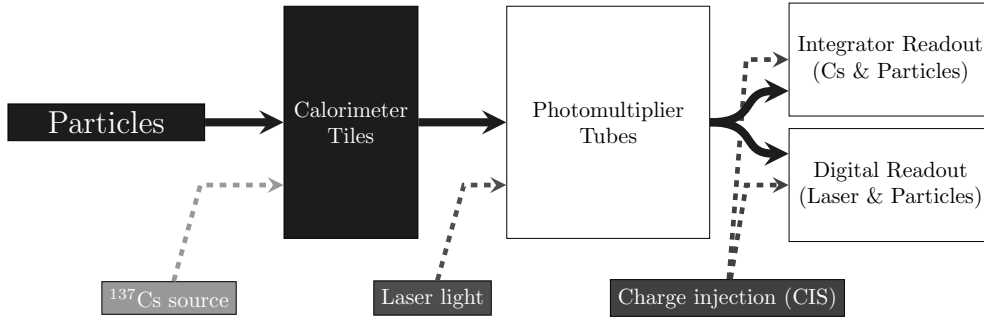 Particles
Calorimeter
Tiles
Photomultiplier
Tubes
Integrator Readout
(Cs & Particles)
Digital Readout
(Laser & Particles)
¹³⁷Cs source
Laser light
Charge injection (CIS)